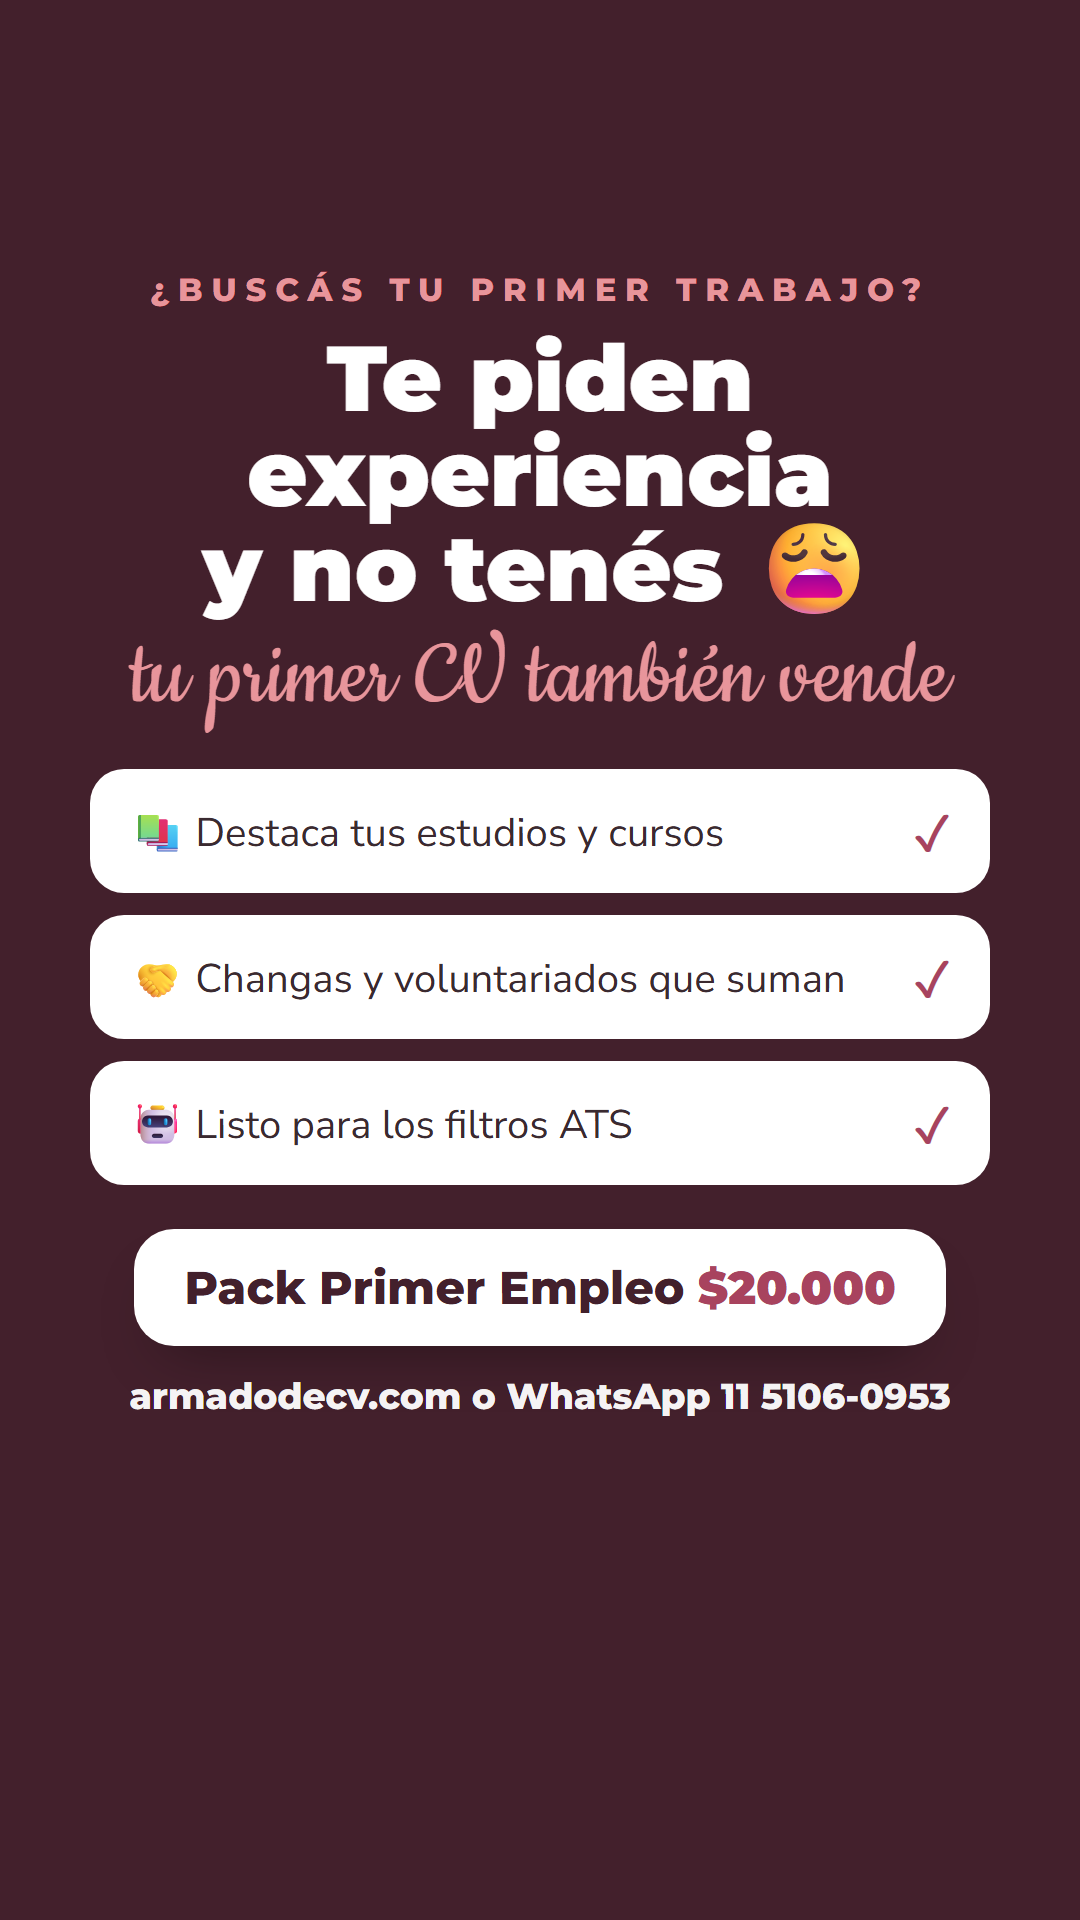 ¿BUSCÁS TU PRIMER TRABAJO?
Te piden
experiencia
y no tenés 😩
tu primer CV también vende
📚 Destaca tus estudios y cursos ✓
🤝 Changas y voluntariados que suman ✓
🤖 Listo para los filtros ATS ✓
Pack Primer Empleo $20.000
armadodecv.com o WhatsApp 11 5106-0953